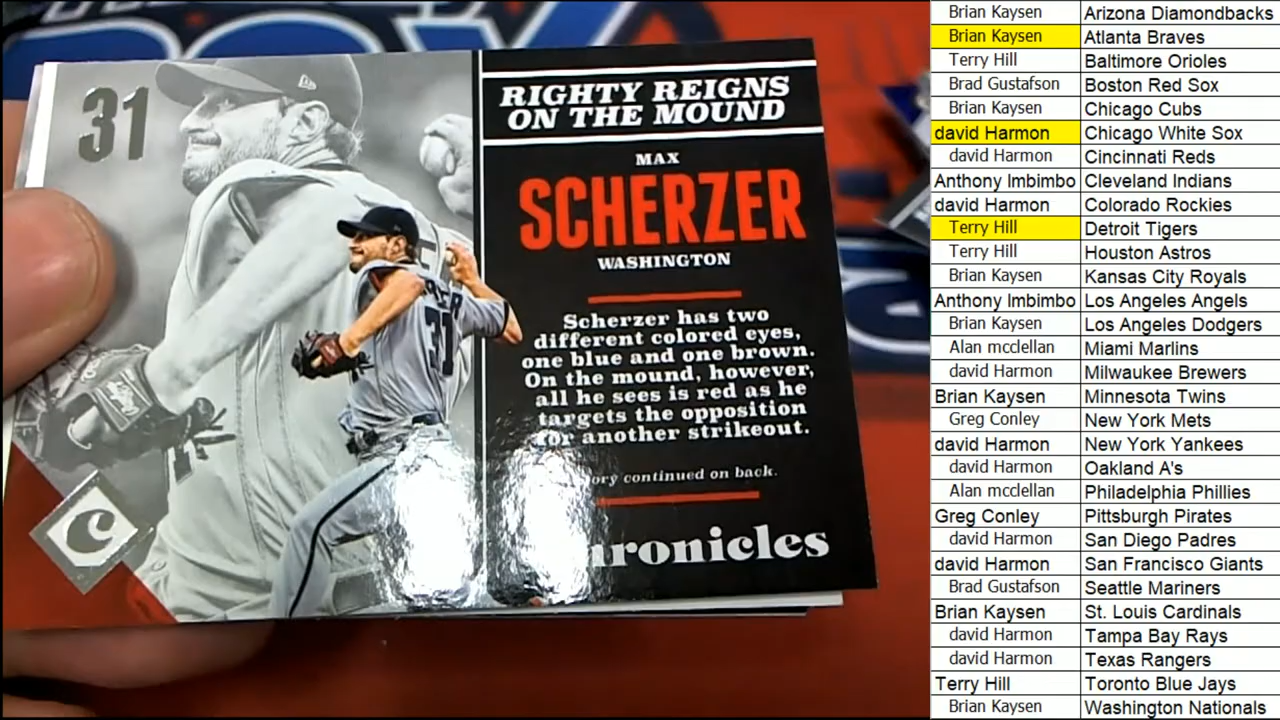 31
RIGHTY REIGNS
ON THE MOUND
MAX
SCHERZER
WASHINGTON
Scherzer has two
different colored eyes,
one blue and one brown.
On the mound, however,
all he sees is red as he
targets the opposition
for another strikeout.
continued on back.
31
c
Brian Kaysen Arizona Diamondbacks
Brian Kaysen Atlanta Braves
Terry Hill Baltimore Orioles
Brad Gustafson Boston Red Sox
Brian Kaysen Chicago Cubs
david Harmon Chicago White Sox
david Harmon Cincinnati Reds
Anthony Imbimbo Cleveland Indians
david Harmon Colorado Rockies
Terry Hill Detroit Tigers
Terry Hill Houston Astros
Brian Kaysen Kansas City Royals
Anthony Imbimbo Los Angeles Angels
Brian Kaysen Los Angeles Dodgers
Alan mcclellan Miami Marlins
david Harmon Milwaukee Brewers
Brian Kaysen Minnesota Twins
Greg Conley New York Mets
david Harmon New York Yankees
david Harmon Oakland A's
Alan mcclellan Philadelphia Phillies
Greg Conley Pittsburgh Pirates
david Harmon San Diego Padres
david Harmon San Francisco Giants
Brad Gustafson Seattle Mariners
Brian Kaysen St. Louis Cardinals
david Harmon Tampa Bay Rays
david Harmon Texas Rangers
Terry Hill Toronto Blue Jays
Brian Kaysen Washington Nationals